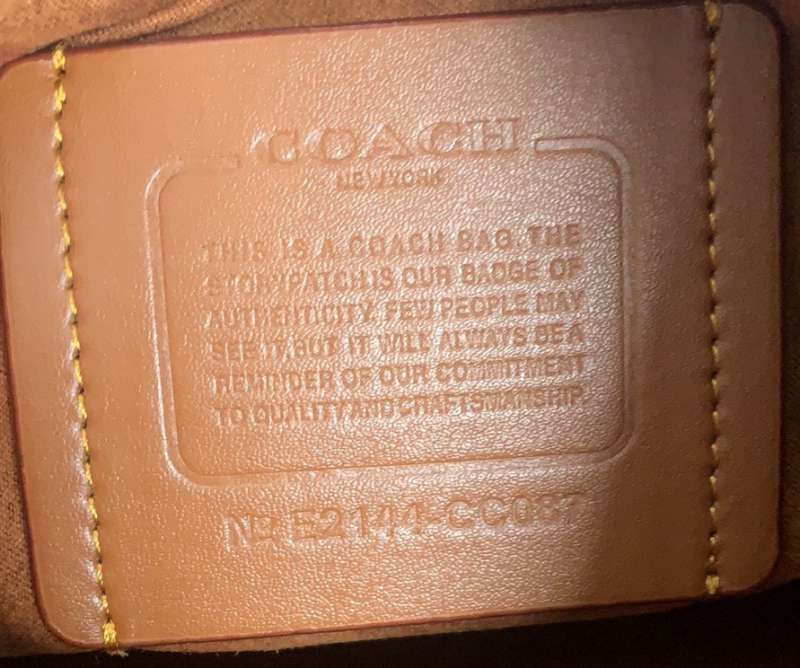 COACH
NEW YORK
THIS IS A COACH BAG. THE
STORYPATCH IS OUR BADGE OF
AUTHENTICITY. FEW PEOPLE MAY
SEE IT, BUT IT WILL ALWAYS BE A
REMINDER OF OUR COMMITMENT
TO QUALITY AND CRAFTSMANSHIP.
Nº E2144-CC087